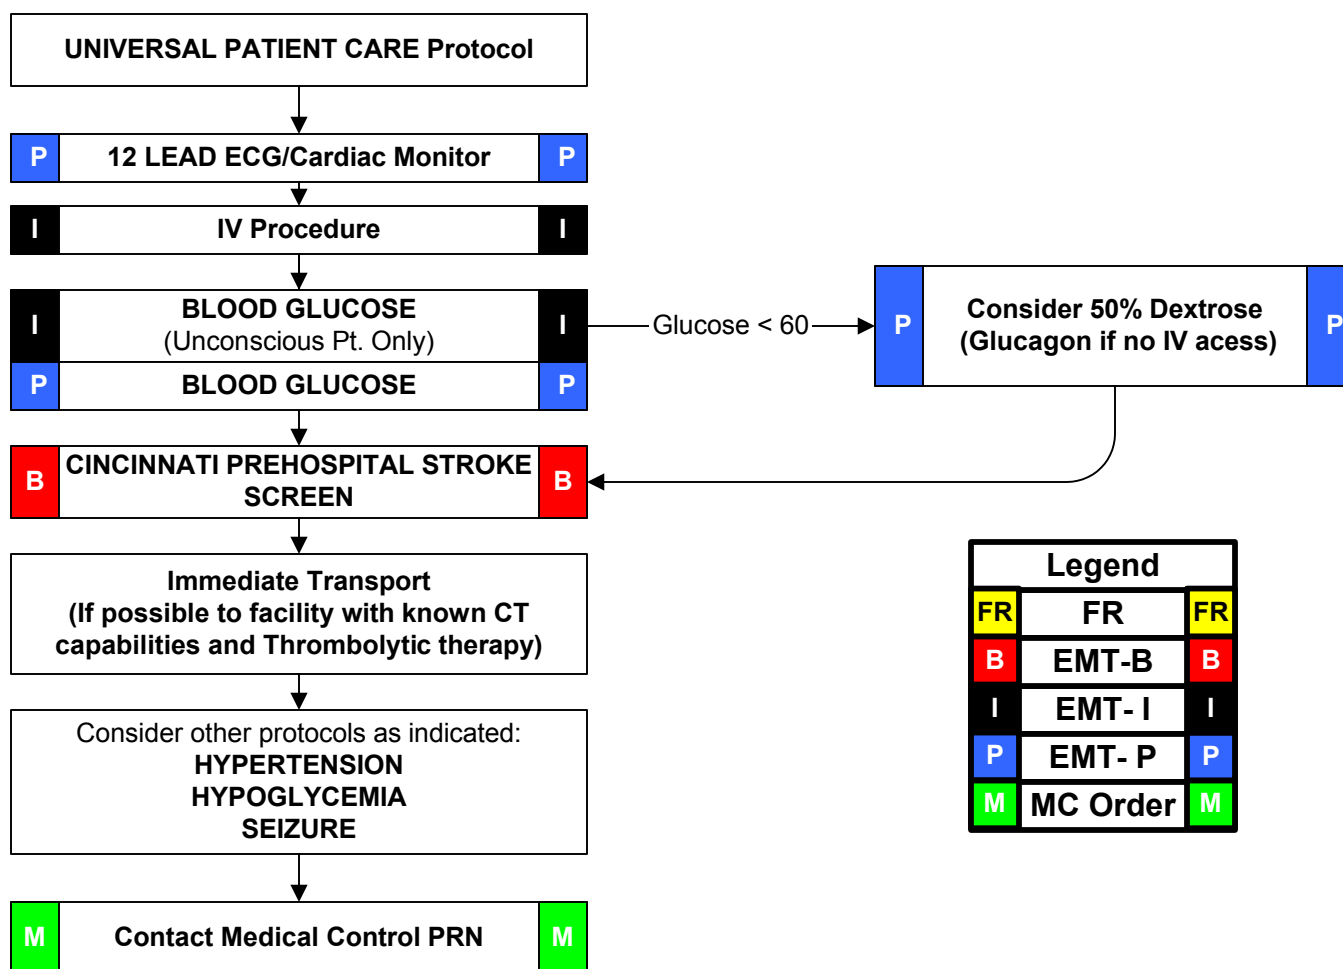 UNIVERSAL PATIENT CARE Protocol
P 12 LEAD ECG/Cardiac Monitor P
I IV Procedure I
BLOOD GLUCOSE
I (Unconscious Pt. Only) I
P BLOOD GLUCOSE P
Glucose < 60
Consider 50% Dextrose
P (Glucagon if no IV acess) P
CINCINNATI PREHOSPITAL STROKE
B SCREEN B
Immediate Transport
(If possible to facility with known CT
capabilities and Thrombolytic therapy)
Consider other protocols as indicated:
HYPERTENSION
HYPOGLYCEMIA
SEIZURE
M Contact Medical Control PRN M
Legend
FR FR FR
B EMT-B B
I EMT- I I
P EMT- P P
M MC Order M